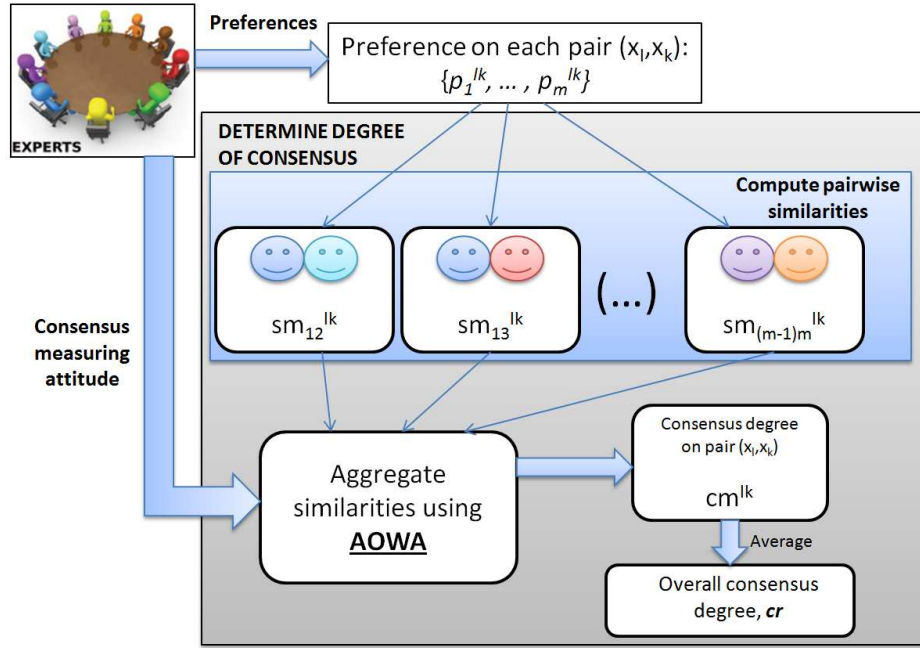 Preferences
Preference on each pair (xₗ,xₖ):
{p₁ˡᵏ, ... , pₘˡᵏ}
EXPERTS
DETERMINE DEGREE
OF CONSENSUS
Compute pairwise
similarities
sm₁₂ˡᵏ
sm₁₃ˡᵏ
(...)
sm₍ₘ₋₁₎ₘˡᵏ
Consensus
measuring
attitude
Aggregate
similarities using
AOWA
Consensus degree
on pair (xₗ,xₖ)
cmˡᵏ
Average
Overall consensus
degree, cr